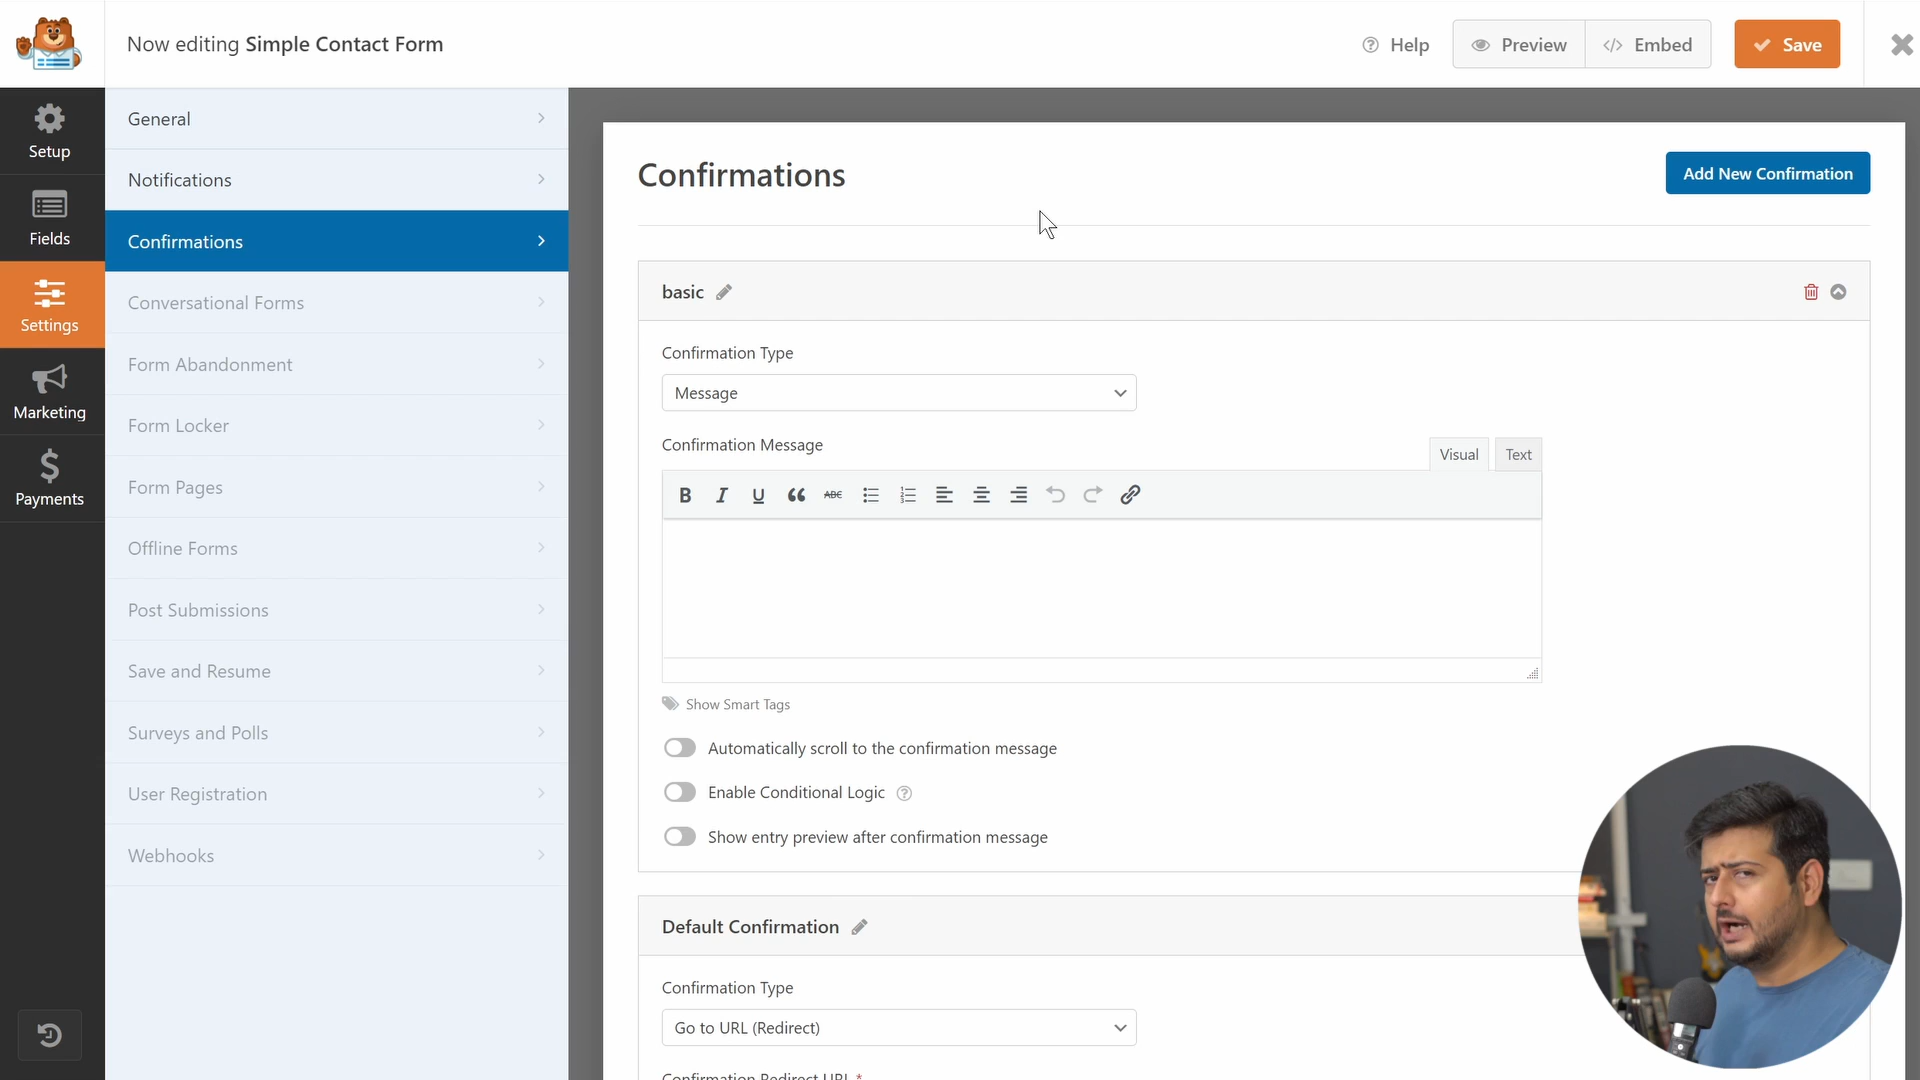 Now editing Simple Contact Form
Help
Preview
Embed
Save
Setup
Fields
Settings
Marketing
Payments
General
Notifications
Confirmations
Conversational Forms
Form Abandonment
Form Locker
Form Pages
Offline Forms
Post Submissions
Save and Resume
Surveys and Polls
User Registration
Webhooks
Confirmations
Add New Confirmation
basic
Confirmation Type
Message
Confirmation Message
Visual
Text
B I U ABC
Show Smart Tags
Automatically scroll to the confirmation message
Enable Conditional Logic
Show entry preview after confirmation message
Default Confirmation
Confirmation Type
Go to URL (Redirect)
Confirmation Redirect URL *